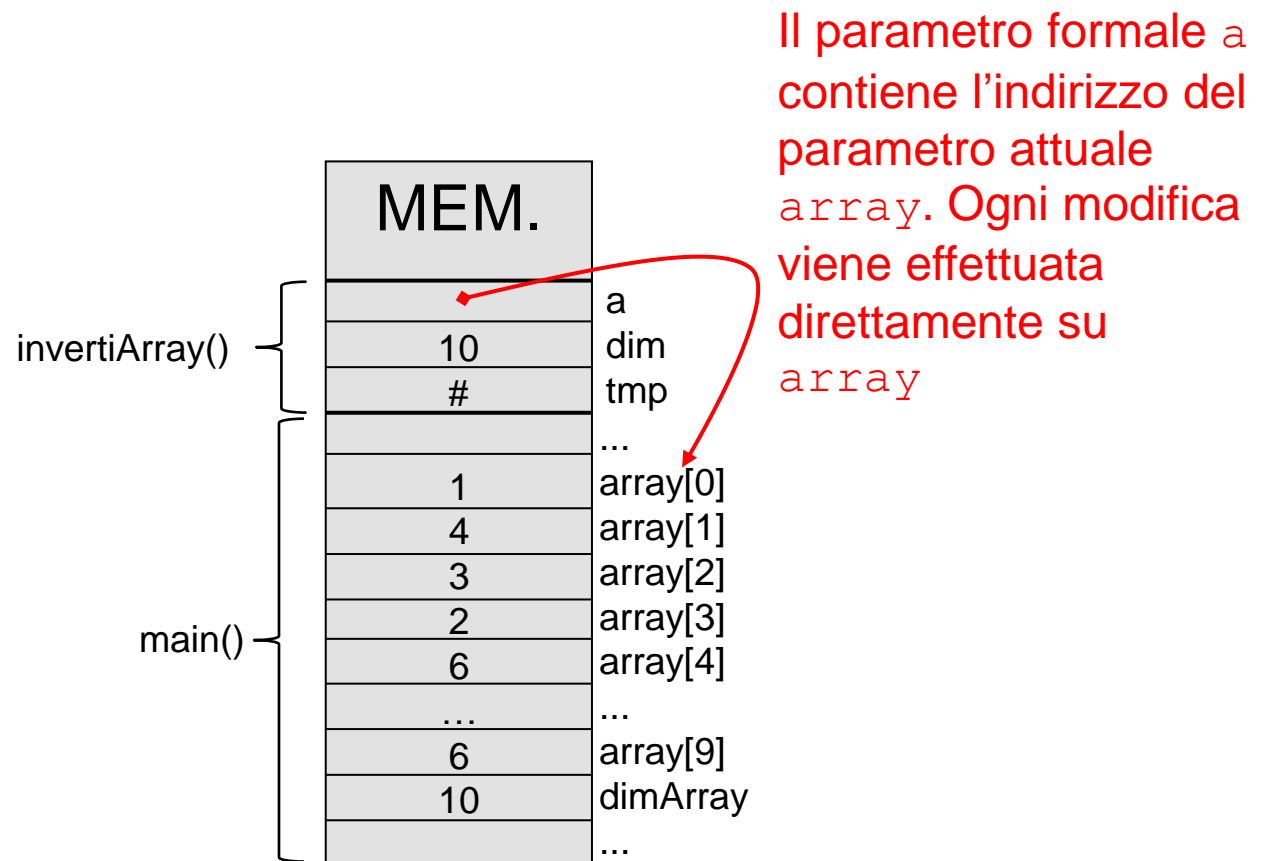 Il parametro formale a
contiene l'indirizzo del
parametro attuale
array. Ogni modifica
viene effettuata
direttamente su
array
MEM.
invertiArray()
a
10 dim
# tmp
...
1 array[0]
4 array[1]
3 array[2]
main()
2 array[3]
6 array[4]
... ...
6 array[9]
10 dimArray
...